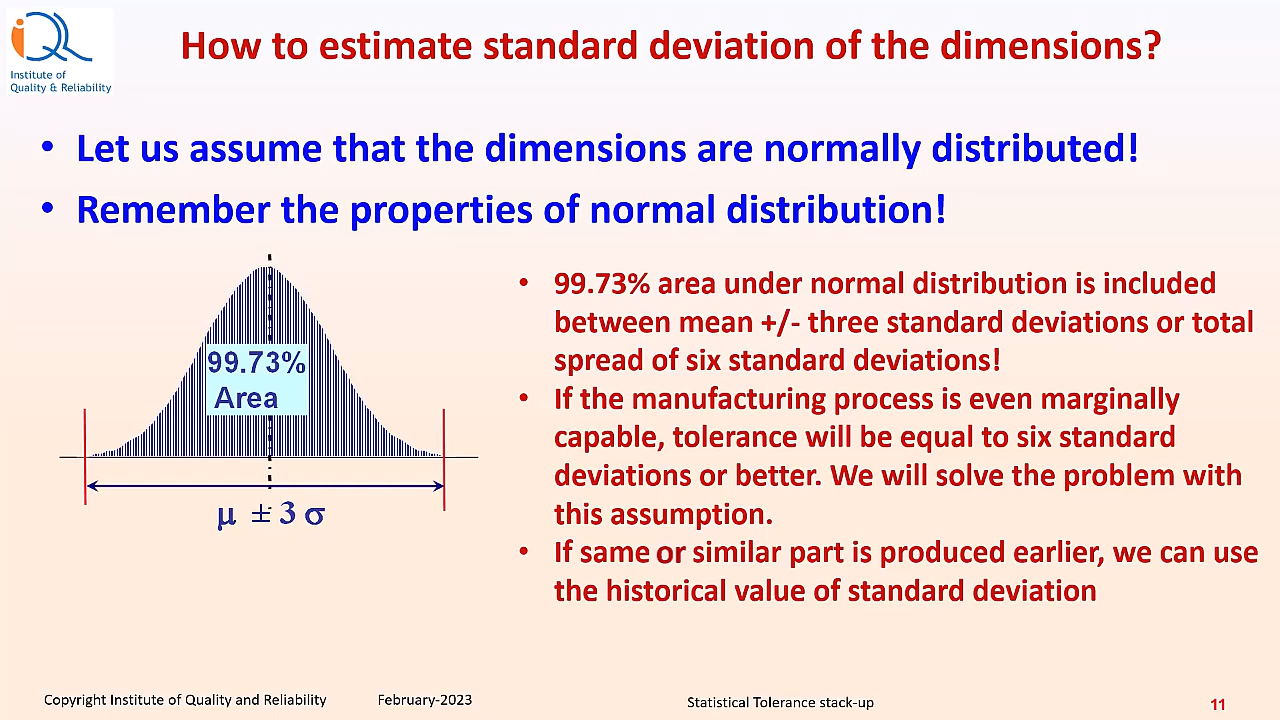 iQ
Institute of
Quality & Reliability
How to estimate standard deviation of the dimensions?
• Let us assume that the dimensions are normally distributed!
• Remember the properties of normal distribution!
99.73%
Area
μ ± 3 σ
• 99.73% area under normal distribution is included
between mean +/- three standard deviations or total
spread of six standard deviations!
• If the manufacturing process is even marginally
capable, tolerance will be equal to six standard
deviations or better. We will solve the problem with
this assumption.
• If same or similar part is produced earlier, we can use
the historical value of standard deviation
Copyright Institute of Quality and Reliability February-2023 Statistical Tolerance stack-up 11